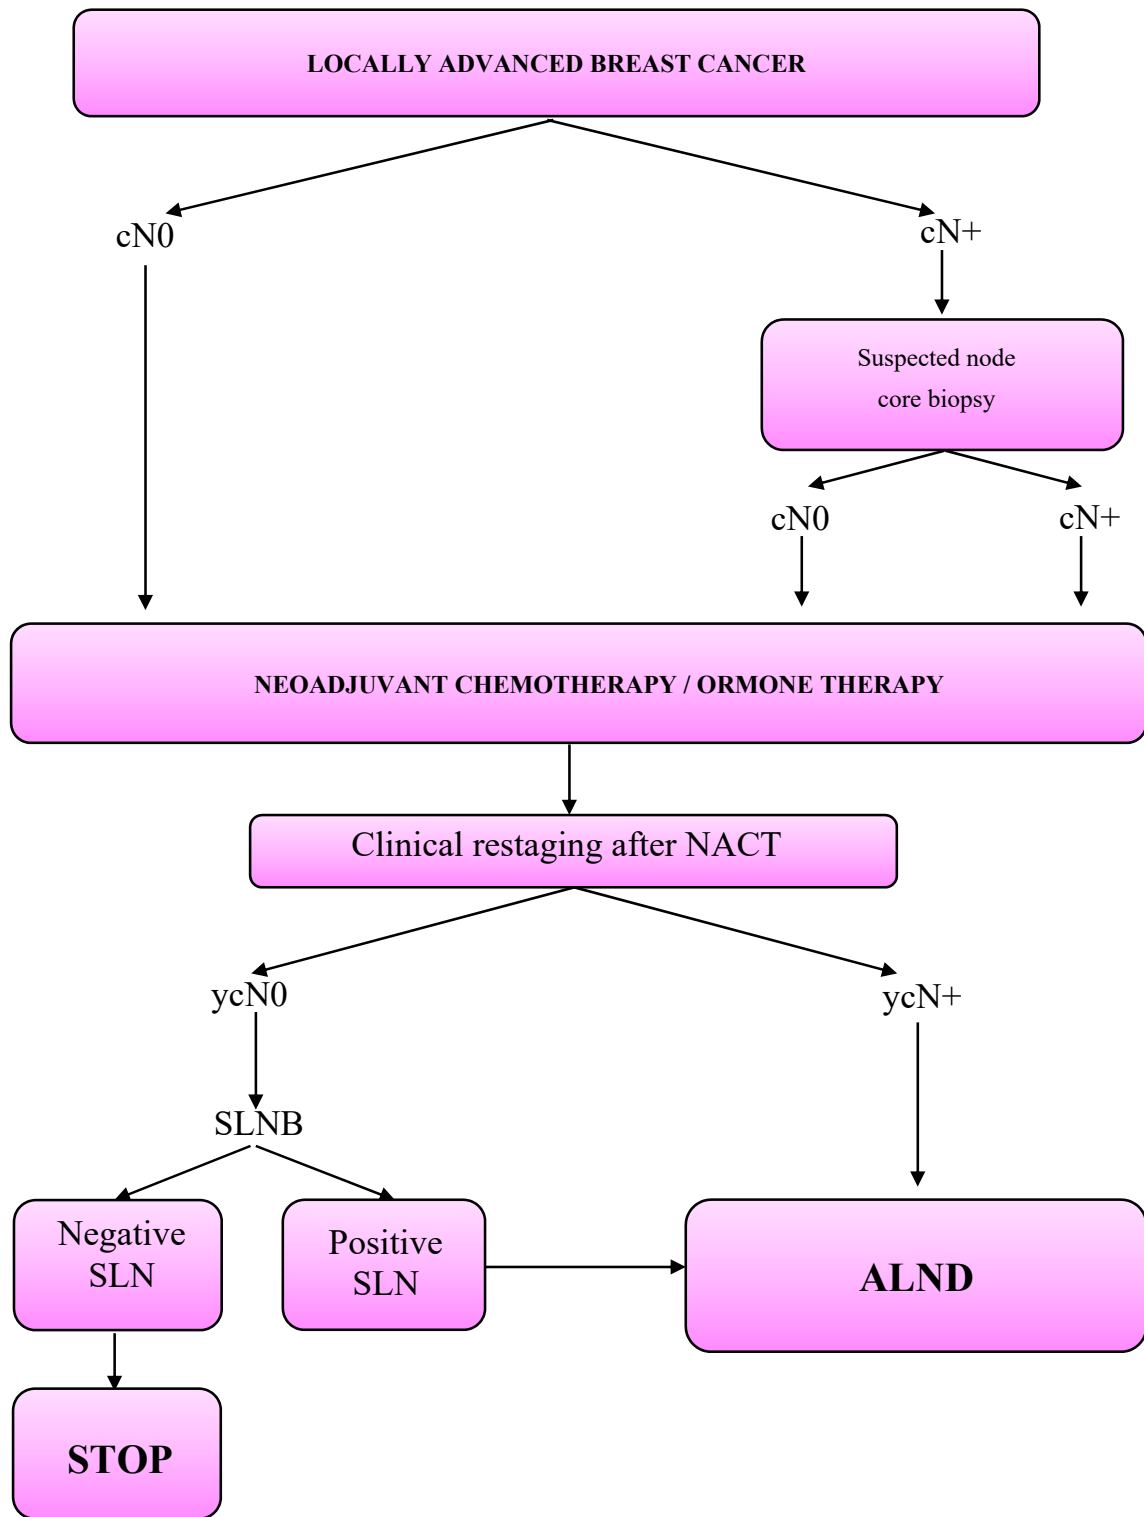 LOCALLY ADVANCED BREAST CANCER
cN0
cN+
Suspected node
core biopsy
cN0
cN+
NEOADJUVANT CHEMOTHERAPY / ORMONE THERAPY
Clinical restaging after NACT
ycN0
ycN+
SLNB
Negative
SLN
Positive
SLN
ALND
STOP